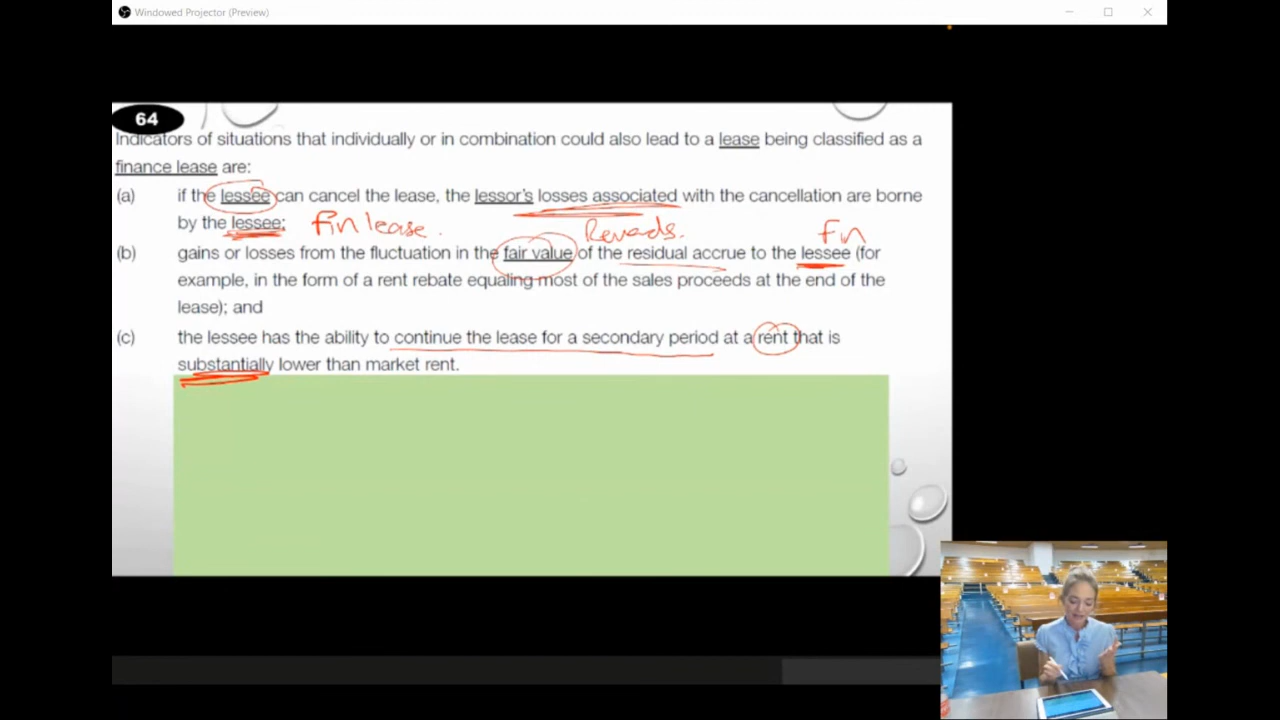 Windowed Projector (Preview)
64
Indicators of situations that individually or in combination could also lead to a lease being classified as a
finance lease are:
(a) if the lessee can cancel the lease, the lessor's losses associated with the cancellation are borne
by the lessee; fin lease.
Rewads. fin
(b) gains or losses from the fluctuation in the fair value of the residual accrue to the lessee (for
example, in the form of a rent rebate equaling most of the sales proceeds at the end of the
lease); and
(c) the lessee has the ability to continue the lease for a secondary period at a rent that is
substantially lower than market rent.